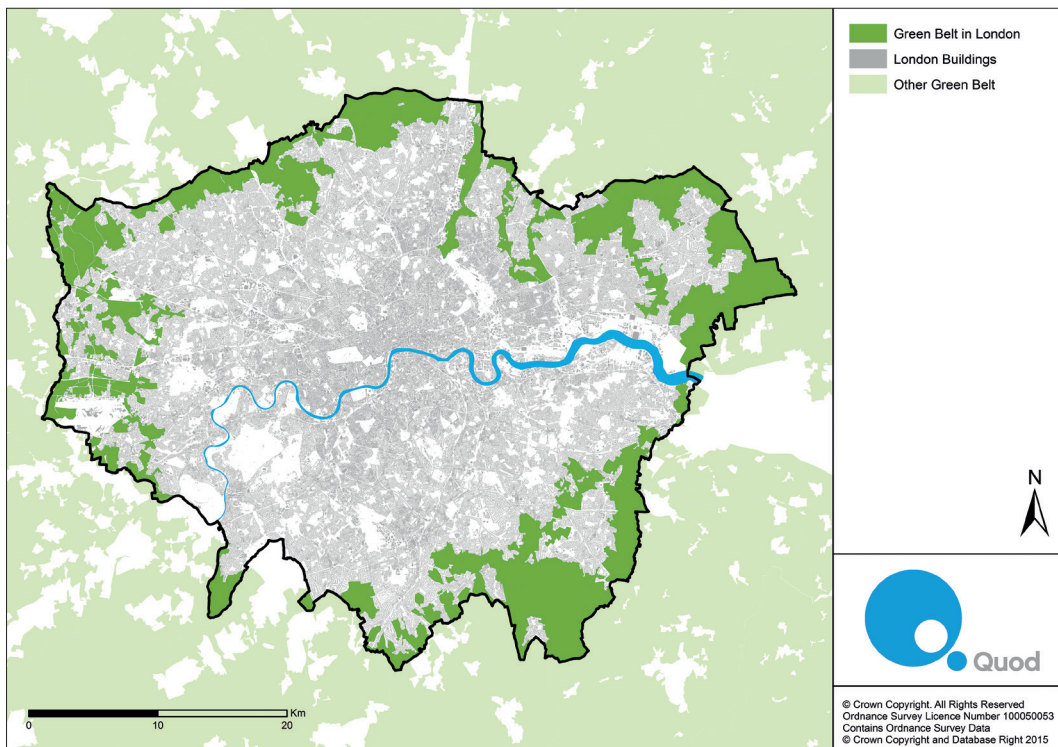 Green Belt in London
London Buildings
Other Green Belt
N
Quod
Km
0 10 20
© Crown Copyright. All Rights Reserved
Ordnance Survey Licence Number 100050053
Contains Ordnance Survey Data
© Crown Copyright and Database Right 2015